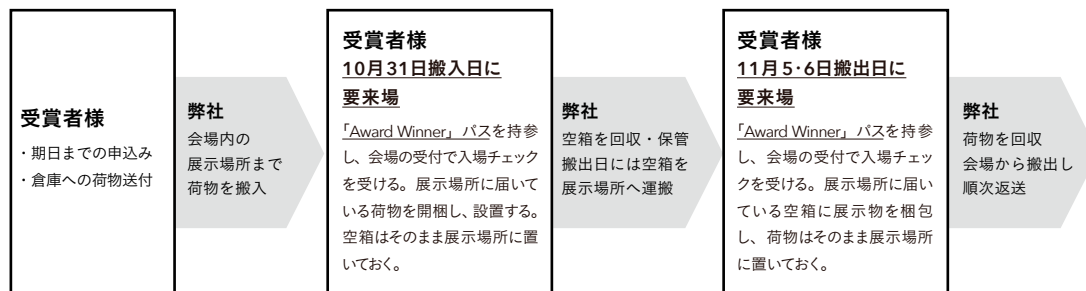 受賞者様
・期日までの申込み
・倉庫への荷物送付
弊社
会場内の
展示場所まで
荷物を搬入
受賞者様
10月31日搬入日に
要来場
「Award Winner」パスを持参
し、会場の受付で入場チェック
を受ける。展示場所に届いて
いる荷物を開梱し、設置する。
空箱はそのまま展示場所に置
いておく。
弊社
空箱を回収・保管
搬出日には空箱を
展示場所へ運搬
受賞者様
11月5・6日搬出日に
要来場
「Award Winner」パスを持参
し、会場の受付で入場チェッ
クを受ける。展示場所に届い
ている空箱に展示物を梱包
し、荷物はそのまま展示場所
に置いておく。
弊社
荷物を回収
会場から搬出し
順次返送